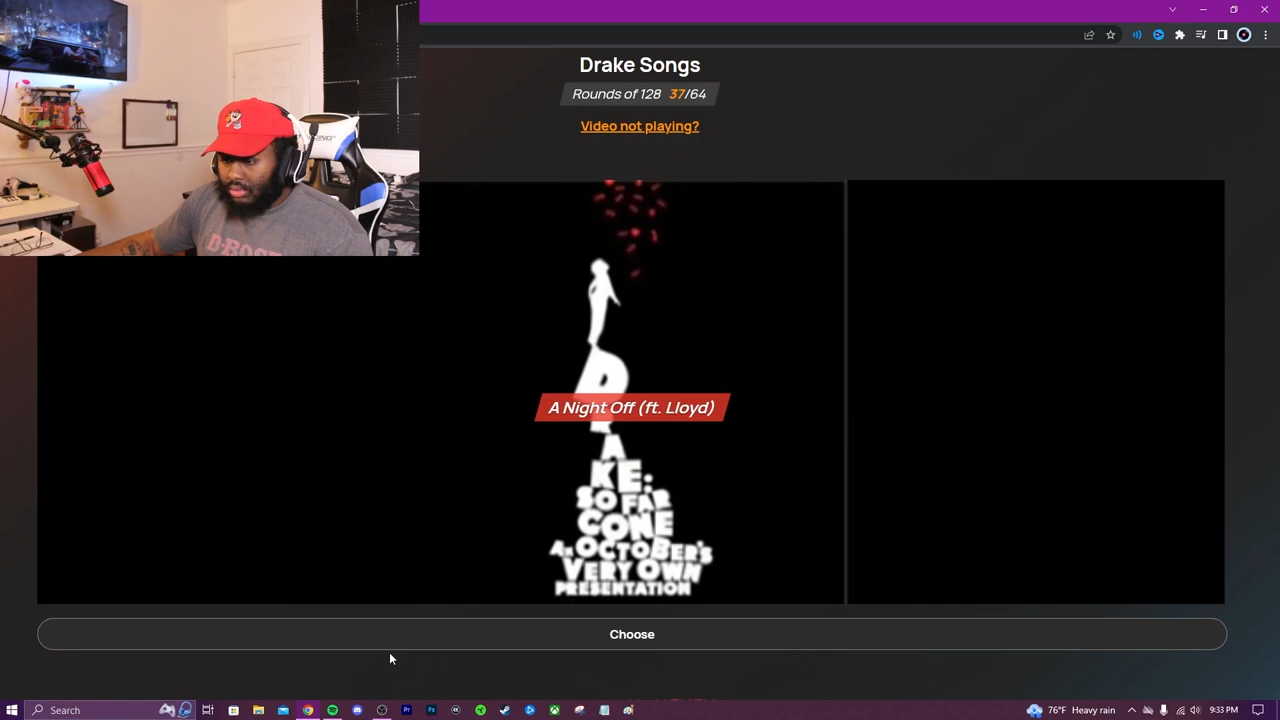 Drake Songs
Rounds of 128 37/64
Video not playing?
A Night Off (ft. Lloyd)
D
A
KE:
SO FAR
GONE
An OCTOBER'S
VERY OWN
PRESENTATION
Choose
Search
76°F Heavy rain
9:33 PM